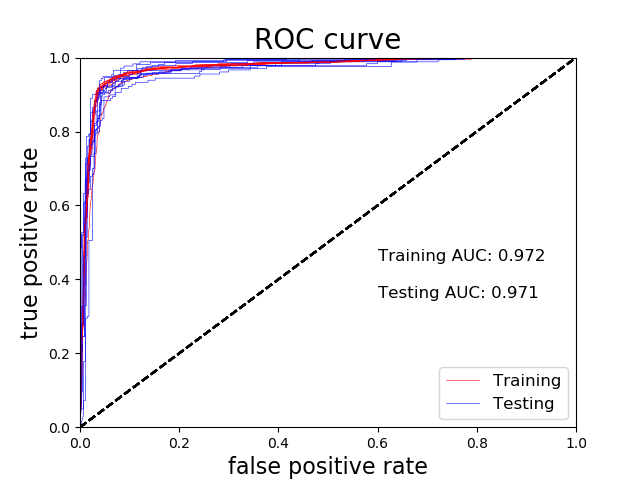 ROC curve
1.0
0.8
0.6
0.4
0.2
0.0
true positive rate
Training AUC: 0.972
Testing AUC: 0.971
Training
Testing
0.0 0.2 0.4 0.6 0.8 1.0
false positive rate